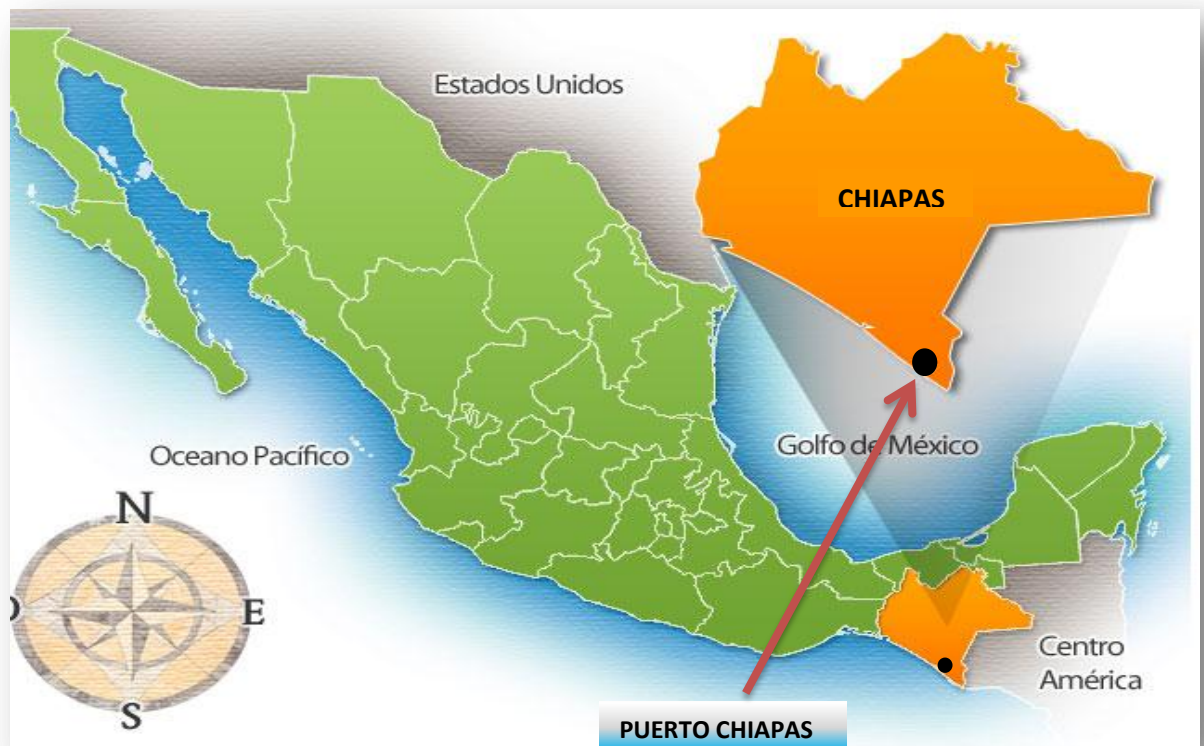 Estados Unidos
CHIAPAS
Golfo de México
Oceano Pacífico
N
O
E
S
Centro
América
PUERTO CHIAPAS